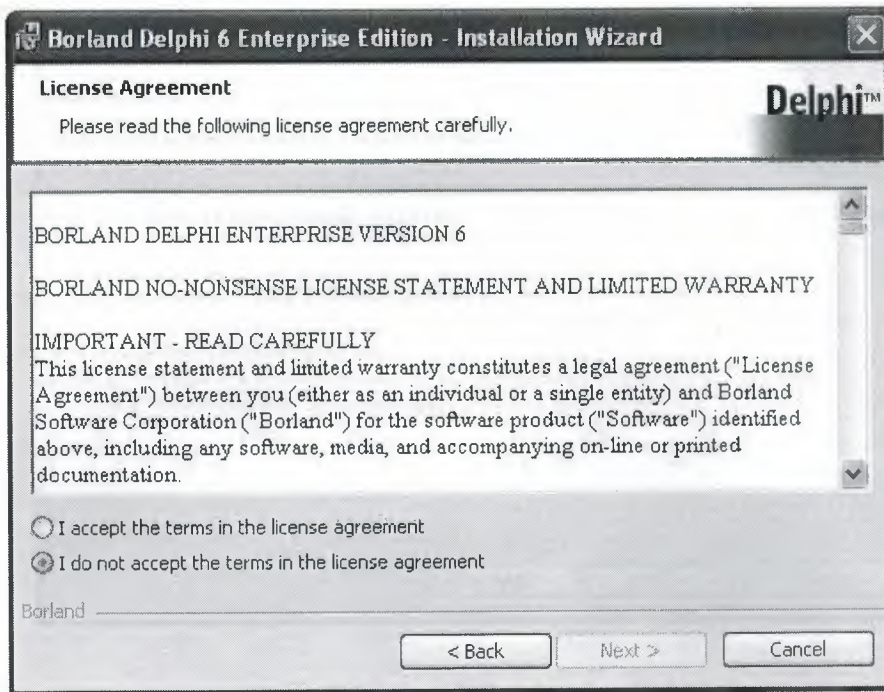 Borland Delphi 6 Enterprise Edition - Installation Wizard
License Agreement
Please read the following license agreement carefully.
Delphi™
BORLAND DELPHI ENTERPRISE VERSION 6
BORLAND NO-NONSENSE LICENSE STATEMENT AND LIMITED WARRANTY
IMPORTANT - READ CAREFULLY
This license statement and limited warranty constitutes a legal agreement ("License
Agreement") between you (either as an individual or a single entity) and Borland
Software Corporation ("Borland") for the software product ("Software") identified
above, including any software, media, and accompanying on-line or printed
documentation.
I accept the terms in the license agreement
I do not accept the terms in the license agreement
Borland
< Back
Next >
Cancel